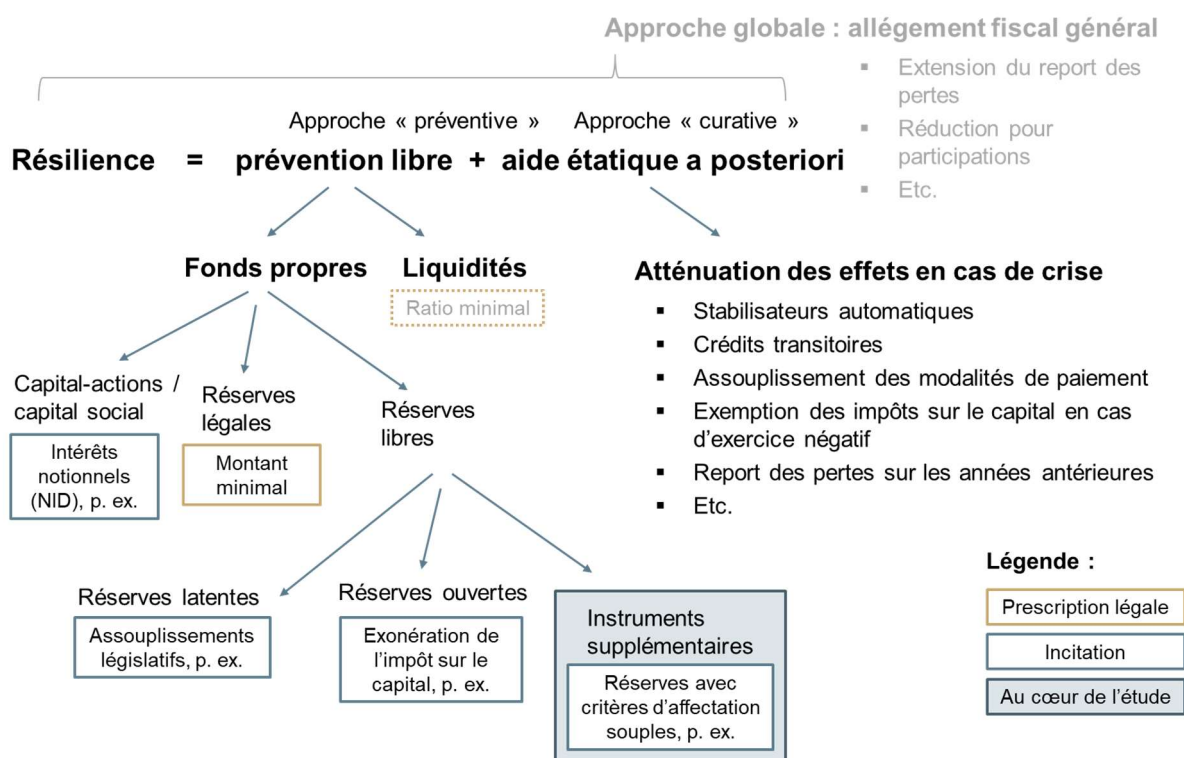 Approche globale : allégement fiscal général
▪ Extension du report des
pertes
▪ Réduction pour
participations
▪ Etc.
Approche « préventive »
Approche « curative »
Résilience = prévention libre + aide étatique a posteriori
Fonds propres
Liquidités
Ratio minimal
Atténuation des effets en cas de crise
▪ Stabilisateurs automatiques
▪ Crédits transitoires
▪ Assouplissement des modalités de paiement
▪ Exemption des impôts sur le capital en cas
d’exercice négatif
▪ Report des pertes sur les années antérieures
▪ Etc.
Capital-actions /
capital social
Intérêts
notionnels
(NID), p. ex.
Réserves
légales
Montant
minimal
Réserves
libres
Réserves latentes
Assouplissements
législatifs, p. ex.
Réserves ouvertes
Exonération de
l’impôt sur le
capital, p. ex.
Instruments
supplémentaires
Réserves avec
critères d’affectation
souples, p. ex.
Légende :
Prescription légale
Incitation
Au cœur de l’étude